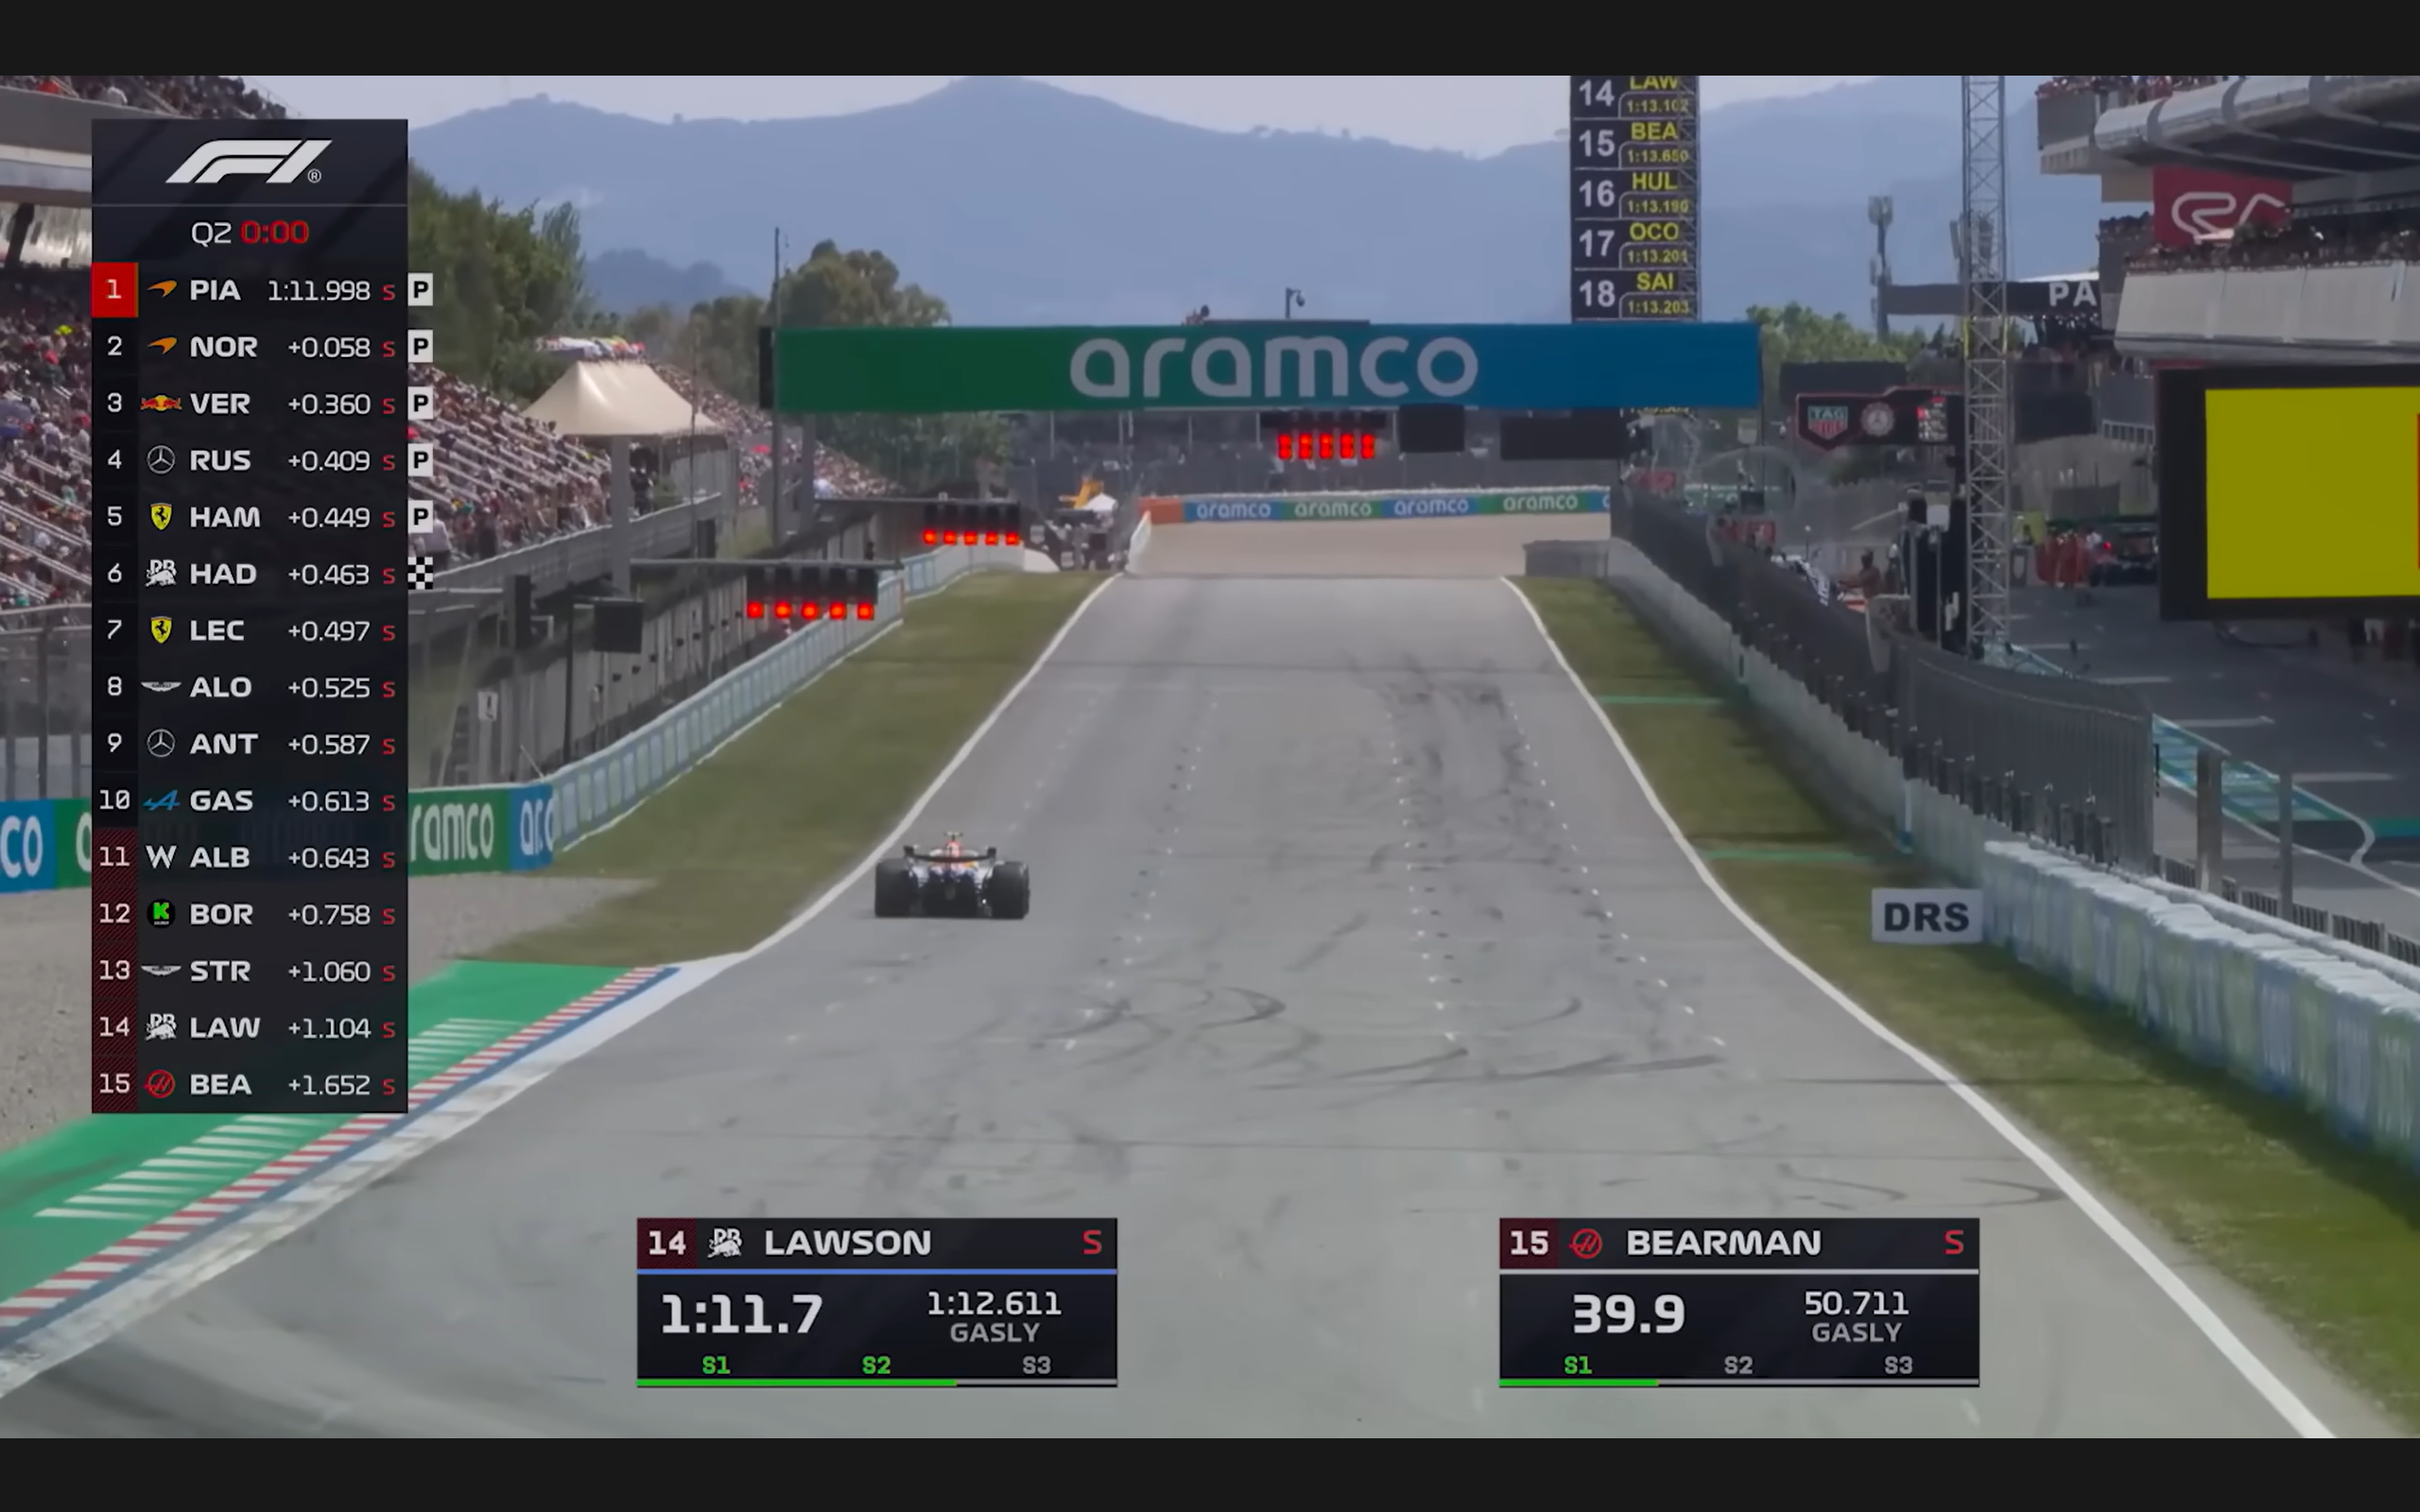 F1®
Q2 0:00
1 PIA 1:11.998 S P
2 NOR +0.058 S P
3 VER +0.360 S P
4 RUS +0.409 S P
5 HAM +0.449 S P
6 HAD +0.463 S
7 LEC +0.497 S
8 ALO +0.525 S
9 ANT +0.587 S
10 GAS +0.613 S
11 W ALB +0.643 S
12 K BOR +0.758 S
13 STR +1.060 S
14 LAW +1.104 S
15 BEA +1.652 S
14 LAW
1:13.102
15 BEA
1:13.650
16 HUL
1:13.190
17 OCO
1:13.201
18 SAI
1:13.203
PA
aramco
TAG
aramco aramco aramco aramco
co
ramco
DRS
14 LAWSON S
1:11.7 1:12.611
GASLY
S1 S2 S3
15 BEARMAN S
39.9 50.711
GASLY
S1 S2 S3